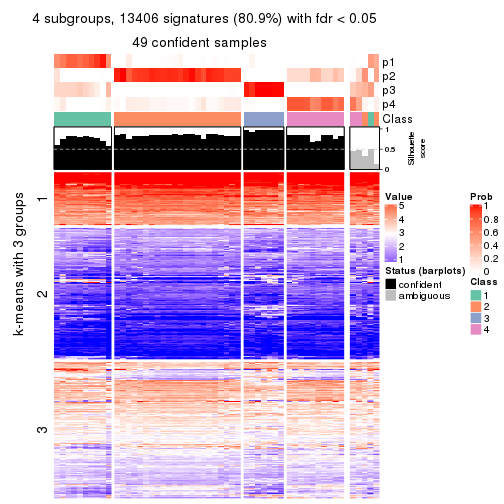 4 subgroups, 13406 signatures (80.9%) with fdr < 0.05
49 confident samples
p1
p2
p3
p4
Class
1
0.5
0
Silhouette
score
k-means with 3 groups
1
2
3
Value
5
4
3
2
1
Status (barplots)
confident
ambiguous
Prob
1
0.8
0.6
0.4
0.2
0
Class
1
2
3
4